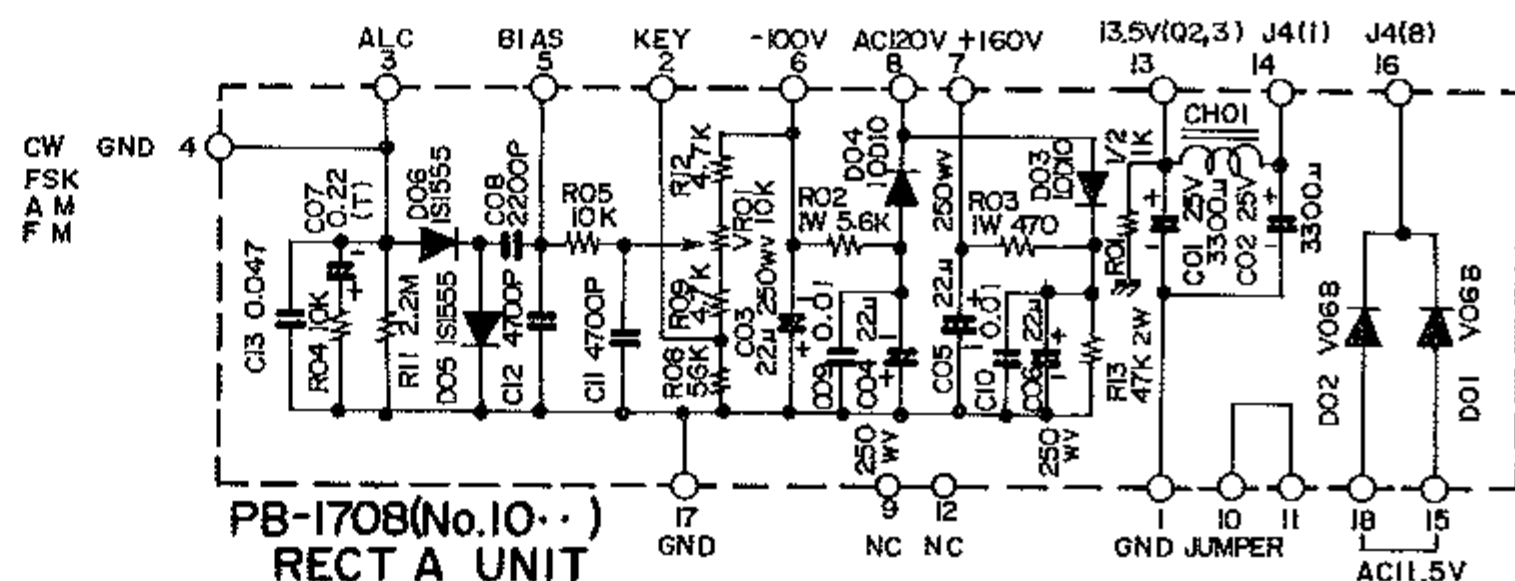 ALC BIAS KEY -100V AC120V +160V 13.5V(Q2,3) J4(1) J4(8)
3 5 2 6 8 7 13 14 16
CW GND 4
FSK
A M
F M
C13 0.047
C07 0.22 (T)
R04 10K
R11 2.2M
D06 1S1555
D05 1S1555
C08 2200P
C12 4700P
R05 10K
C11 4700P
R12 4.7K
VR01 10K
R09 4.7K
R08 56K
C03 22µ 250WV
R02 1W 5.6K
D04 10D10
C09 0.01
C04 22µ 250 WV
C05 22µ 250WV
R03 1W 470
D03 10D10
C10 0.01
C06 22µ 250 WV
R13 47K 2W
R01 1K 1/2
CH01
C01 25V 3300µ
C02 25V 3300µ
D02 V06B
D01 V06B
17 9 12 1 10 11 18 15
GND NC NC GND JUMPER AC11.5V
PB-1708(No.10··)
RECT A UNIT